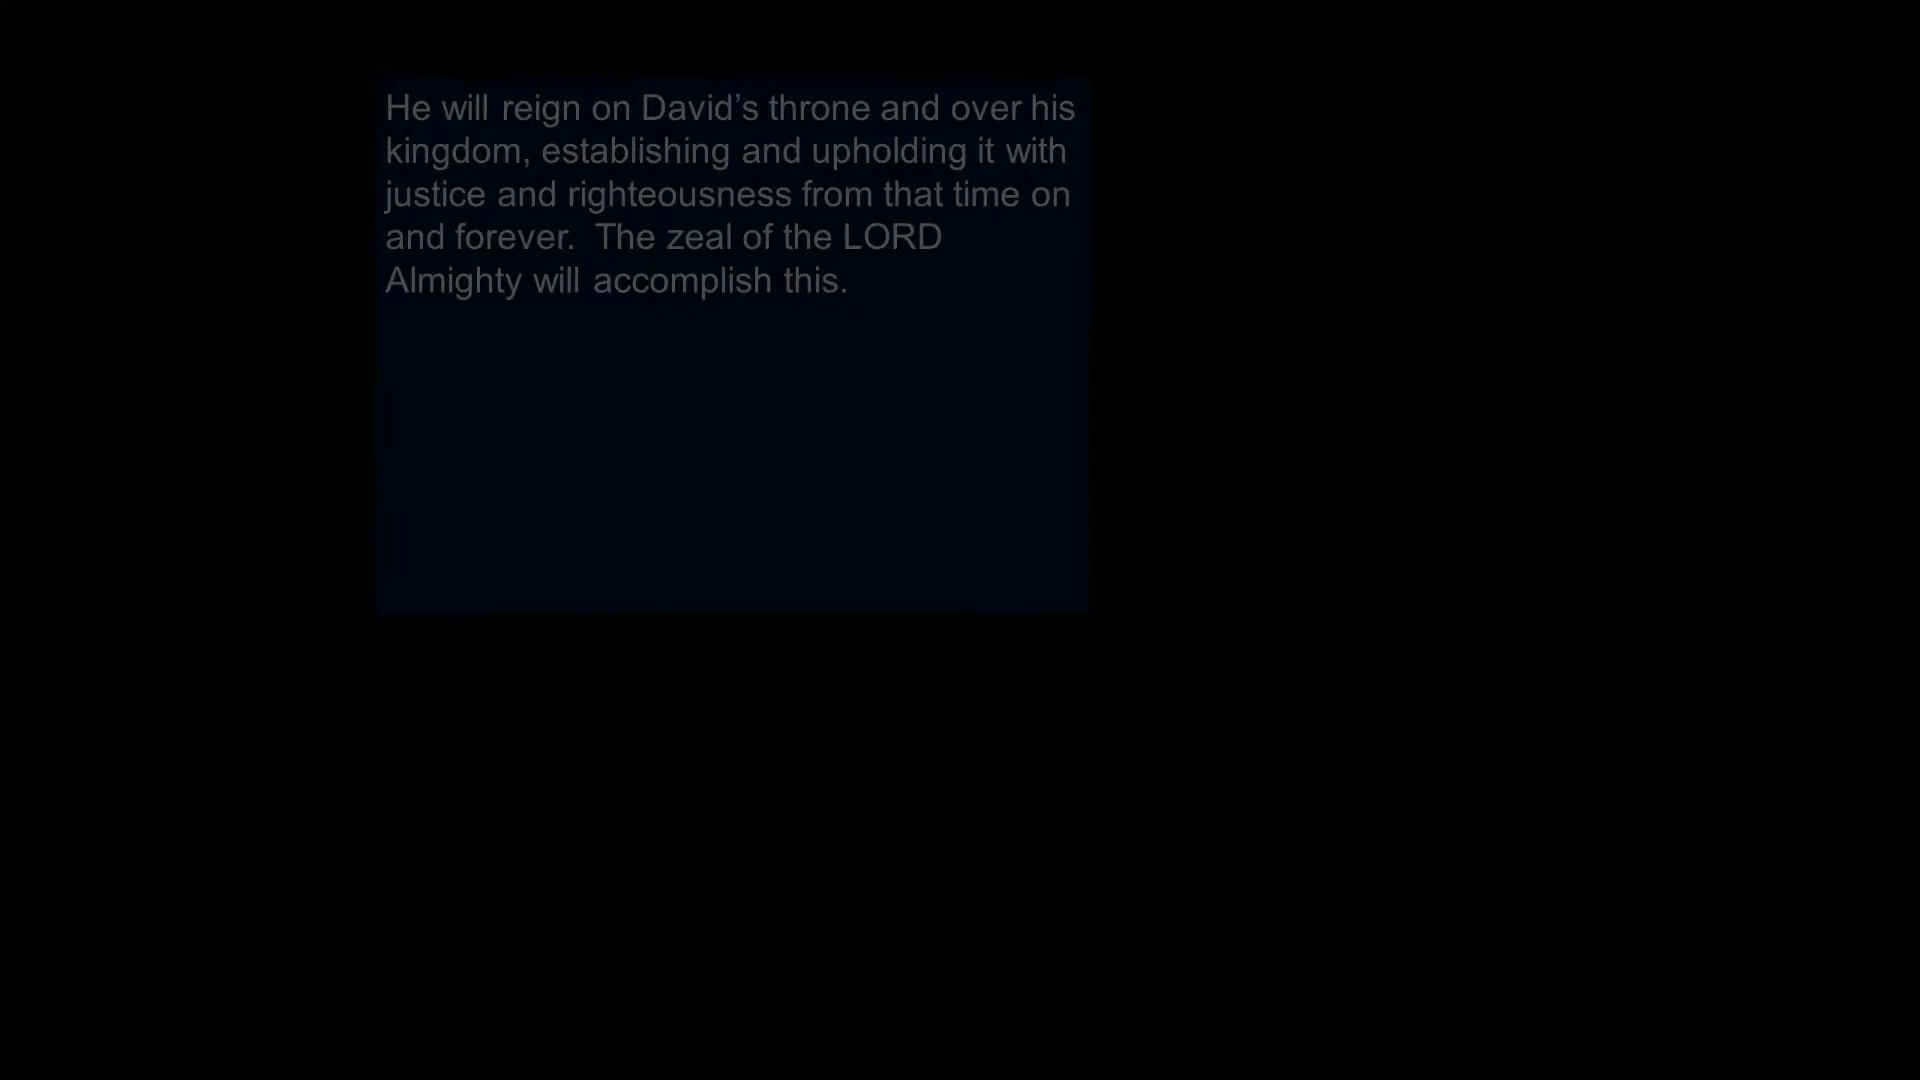 He will reign on David’s throne and over his
kingdom, establishing and upholding it with
justice and righteousness from that time on
and forever.  The zeal of the LORD
Almighty will accomplish this.